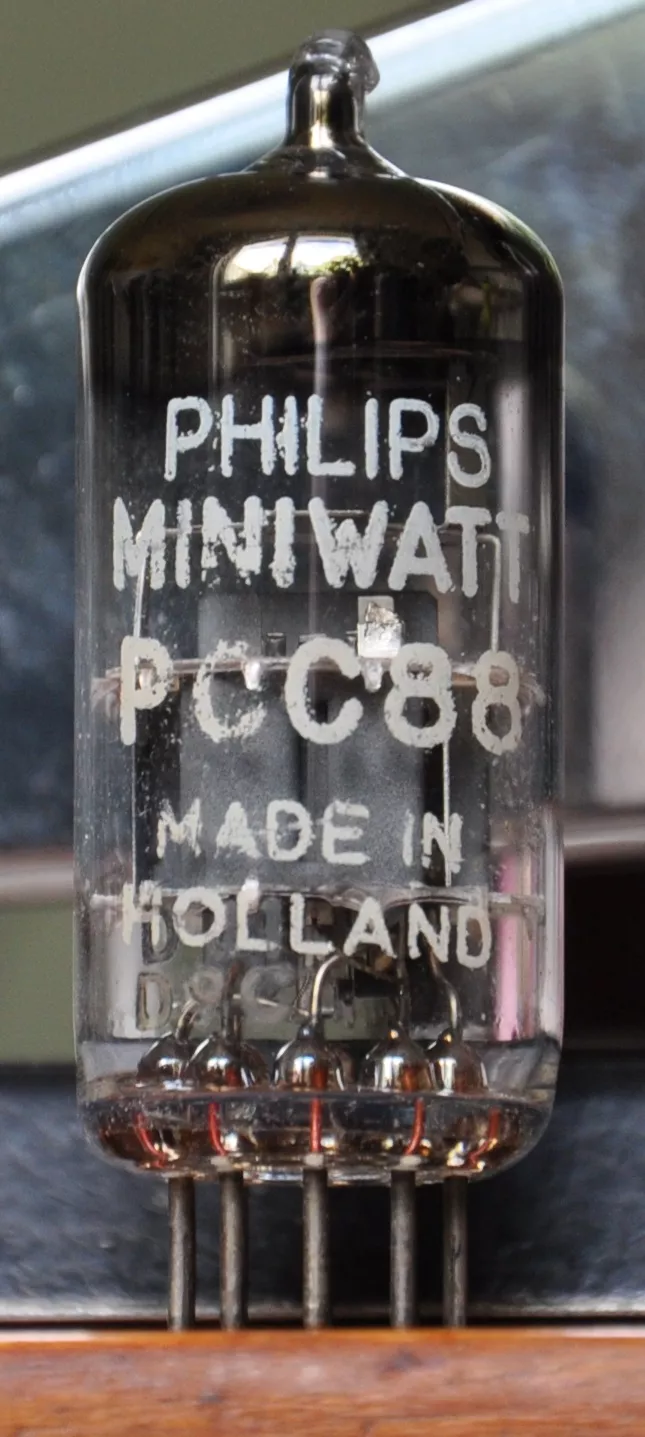 PHILIPS
MINIWATT
PCC88
MADE IN
HOLLAND